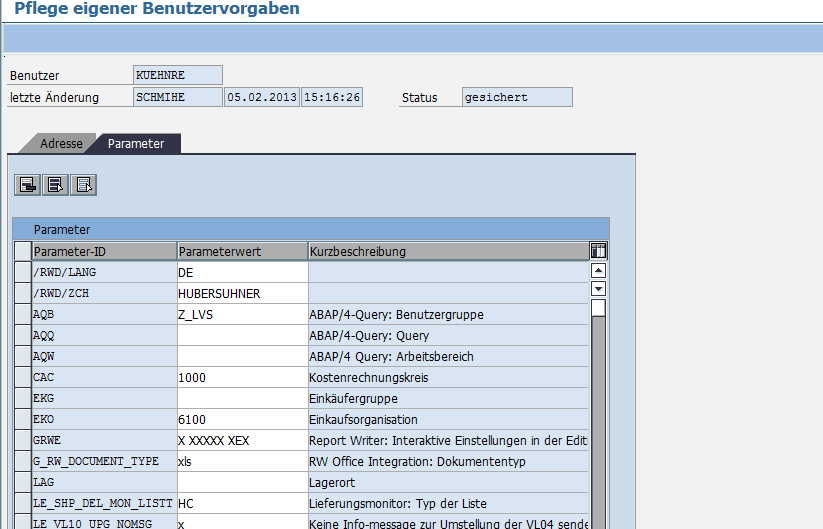 Pflege eigener Benutzervorgaben
Benutzer KUEHNRE
letzte Änderung SCHMIHE 05.02.2013 15:16:26 Status gesichert
Adresse Parameter
Parameter
Parameter-ID Parameterwert Kurzbeschreibung
/RWD/LANG DE
/RWD/ZCH HUBERSUHNER
AQB Z_LVS ABAP/4-Query: Benutzergruppe
AQQ ABAP/4-Query: Query
AQW ABAP/4 Query: Arbeitsbereich
CAC 1000 Kostenrechnungskreis
EKG Einkäufergruppe
EKO 6100 Einkaufsorganisation
GRWE X XXXXX XEX Report Writer: Interaktive Einstellungen in der Edit
G_RW_DOCUMENT_TYPE xls RW Office Integration: Dokumententyp
LAG Lagerort
LE_SHP_DEL_MON_LISTT HC Lieferungsmonitor: Typ der Liste
LE_VL10_UPG_NOMSG x Keine Info-message zur Umstellung der VL04 sende